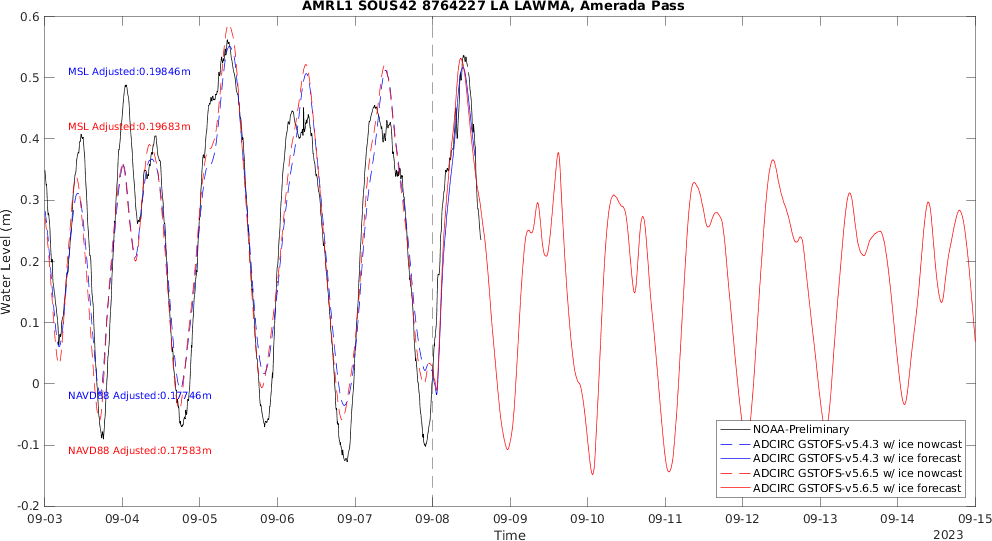 AMRL1 SOUS42 8764227 LA LAWMA, Amerada Pass
0.6
0.5
0.4
0.3
0.2
0.1
0
-0.1
-0.2
Water Level (m)
MSL Adjusted:0.19846m
MSL Adjusted:0.19683m
NAVD88 Adjusted:0.17746m
NAVD88 Adjusted:0.17583m
NOAA-Preliminary
ADCIRC GSTOFS-v5.4.3 w/ ice nowcast
ADCIRC GSTOFS-v5.4.3 w/ ice forecast
ADCIRC GSTOFS-v5.6.5 w/ ice nowcast
ADCIRC GSTOFS-v5.6.5 w/ ice forecast
09-03 09-04 09-05 09-06 09-07 09-08 09-09 09-10 09-11 09-12 09-13 09-14 09-15
Time
2023